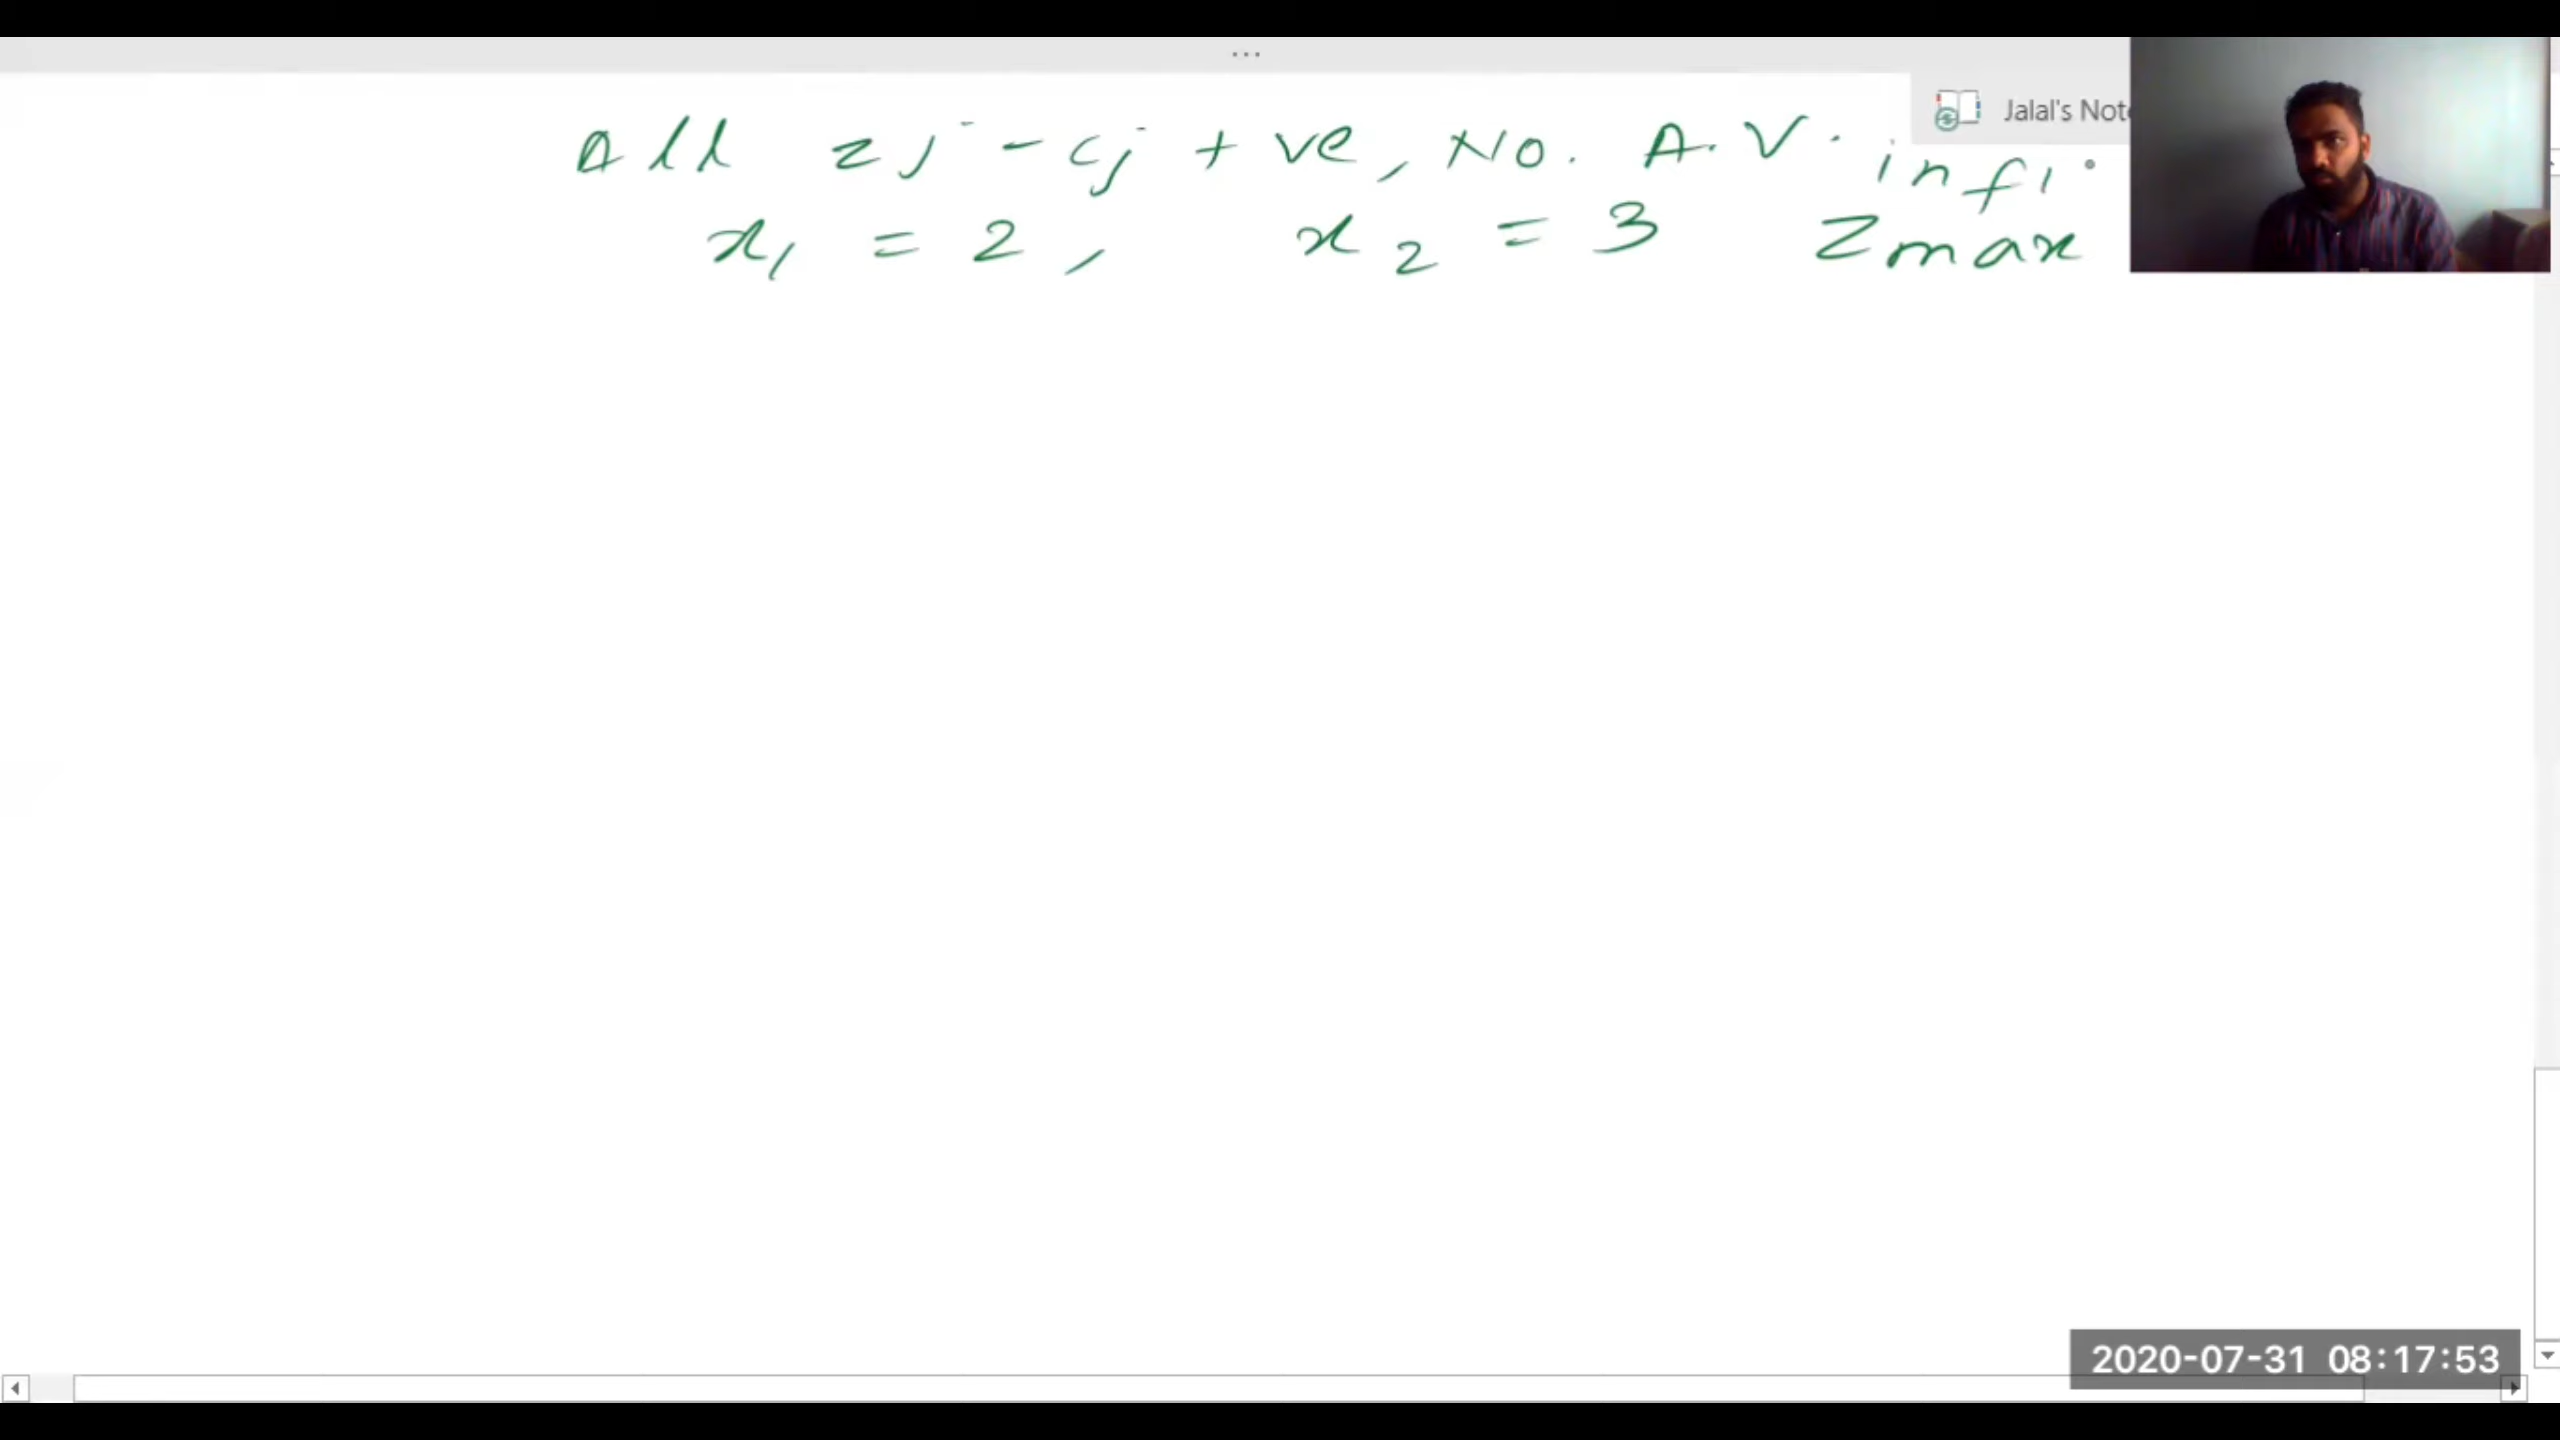 ...
Jalal's Not
All zj - cj +ve, No. A.V. infi
x₁ = 2, x₂ = 3 Zmax
2020-07-31 08:17:53